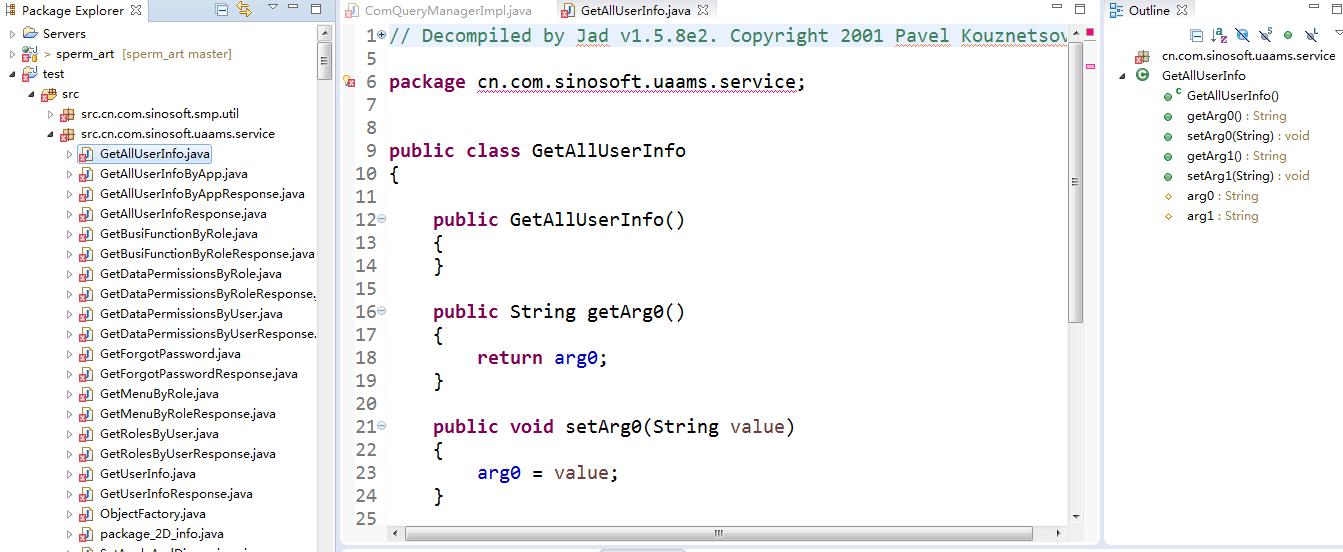 Package Explorer
Servers
> sperm_art [sperm_art master]
test
src
src.cn.com.sinosoft.smp.util
src.cn.com.sinosoft.uaams.service
GetAllUserInfo.java
GetAllUserInfoByApp.java
GetAllUserInfoByAppResponse.java
GetAllUserInfoResponse.java
GetBusiFunctionByRole.java
GetBusiFunctionByRoleResponse.java
GetDataPermissionsByRole.java
GetDataPermissionsByRoleResponse.
GetDataPermissionsByUser.java
GetDataPermissionsByUserResponse.
GetForgotPassword.java
GetForgotPasswordResponse.java
GetMenuByRole.java
GetMenuByRoleResponse.java
GetRolesByUser.java
GetRolesByUserResponse.java
GetUserInfo.java
GetUserInfoResponse.java
ObjectFactory.java
package_2D_info.java
ComQueryManagerImpl.java GetAllUserInfo.java
1 // Decompiled by Jad v1.5.8e2. Copyright 2001 Pavel Kouznetsov
5
6 package cn.com.sinosoft.uaams.service;
7
8
9 public class GetAllUserInfo
10 {
11
12 public GetAllUserInfo()
13 {
14 }
15
16 public String getArg0()
17 {
18 return arg0;
19 }
20
21 public void setArg0(String value)
22 {
23 arg0 = value;
24 }
25
Outline
cn.com.sinosoft.uaams.service
GetAllUserInfo
GetAllUserInfo()
getArg0() : String
setArg0(String) : void
getArg1() : String
setArg1(String) : void
arg0 : String
arg1 : String